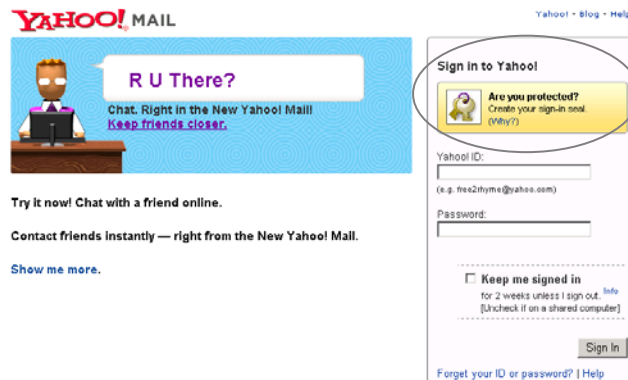 YAHOO! MAIL
Yahoo! - Blog - Help
R U There?
Chat. Right in the New Yahoo! Mail!
Keep friends closer.
Try it now! Chat with a friend online.
Contact friends instantly — right from the New Yahoo! Mail.
Show me more.
Sign in to Yahoo!
Are you protected?
Create your sign-in seal.
(Why?)
Yahoo! ID:
(e.g. free2rhyme@yahoo.com)
Password:
Keep me signed in
for 2 weeks unless I sign out. Info
[Uncheck if on a shared computer]
Sign In
Forget your ID or password? | Help